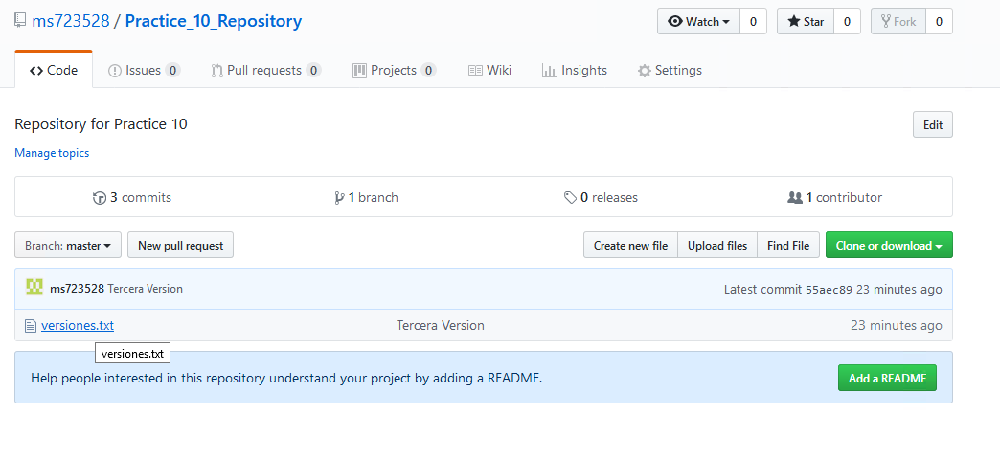 ms723528 / Practice_10_Repository
Watch 0 Star 0 Fork 0
Code Issues 0 Pull requests 0 Projects 0 Wiki Insights Settings
Repository for Practice 10
Edit
Manage topics
3 commits 1 branch 0 releases 1 contributor
Branch: master New pull request Create new file Upload files Find File Clone or download
ms723528 Tercera Version Latest commit 55aec89 23 minutes ago
versiones.txt Tercera Version 23 minutes ago
versiones.txt
Help people interested in this repository understand your project by adding a README. Add a README